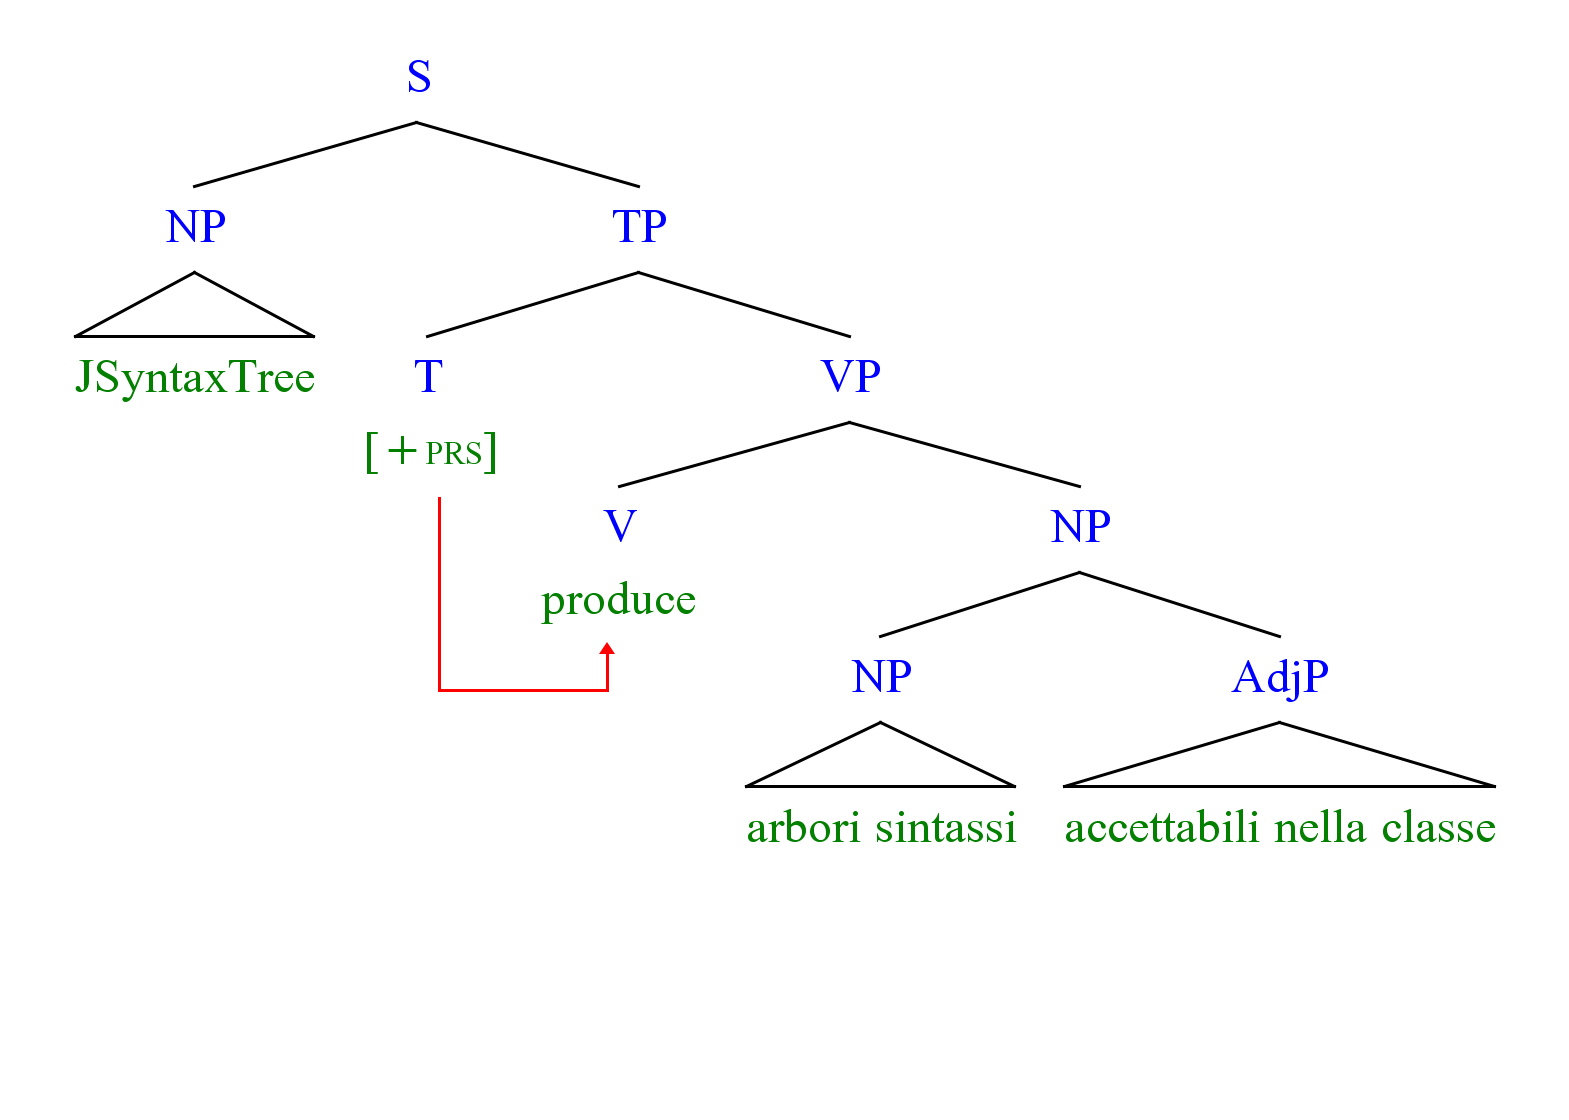 S
NP TP
JSyntaxTree T VP
[+PRS]
V NP
produce
NP AdjP
arbori sintassi accettabili nella classe